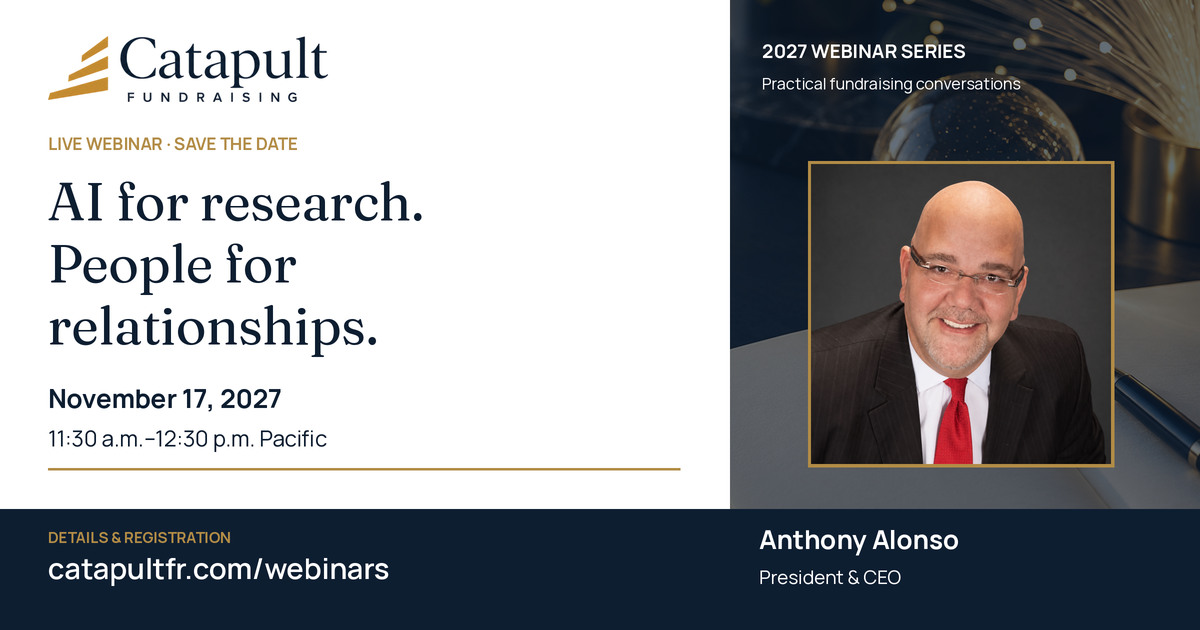 Catapult
FUNDRAISING
LIVE WEBINAR · SAVE THE DATE
AI for research.
People for
relationships.
November 17, 2027
11:30 a.m.–12:30 p.m. Pacific
DETAILS & REGISTRATION
catapultfr.com/webinars
2027 WEBINAR SERIES
Practical fundraising conversations
Anthony Alonso
President & CEO